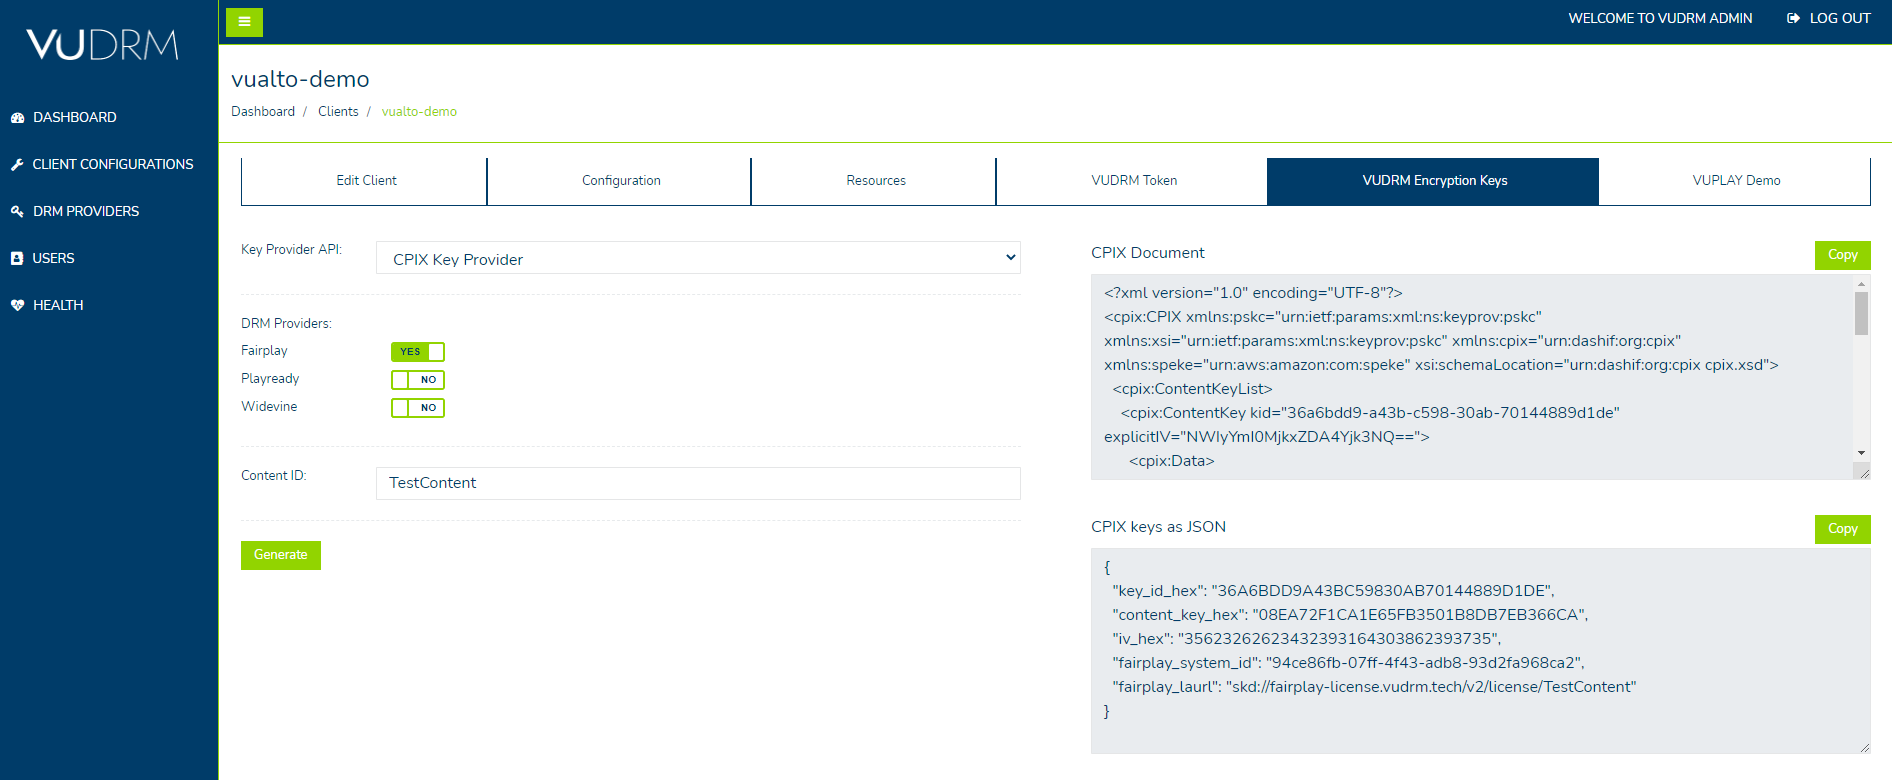 VUDRM
WELCOME TO VUDRM ADMIN
LOG OUT
DASHBOARD
CLIENT CONFIGURATIONS
DRM PROVIDERS
USERS
HEALTH
vualto-demo
Dashboard / Clients / vualto-demo
Edit Client
Configuration
Resources
VUDRM Token
VUDRM Encryption Keys
VUPLAY Demo
Key Provider API:
CPIX Key Provider
DRM Providers:
Fairplay
YES
Playready
NO
Widevine
NO
Content ID:
TestContent
Generate
CPIX Document
Copy
<?xml version="1.0" encoding="UTF-8"?>
<cpix:CPIX xmlns:pskc="urn:ietf:params:xml:ns:keyprov:pskc"
xmlns:xsi="urn:ietf:params:xml:ns:keyprov:pskc" xmlns:cpix="urn:dashif:org:cpix"
xmlns:speke="urn:aws:amazon:com:speke" xsi:schemaLocation="urn:dashif:org:cpix cpix.xsd">
<cpix:ContentKeyList>
<cpix:ContentKey kid="36a6bdd9-a43b-c598-30ab-70144889d1de"
explicitIV="NWIyYmI0MjkxZDA4Yjk3NQ==">
<cpix:Data>
CPIX keys as JSON
Copy
{
"key_id_hex": "36A6BDD9A43BC59830AB70144889D1DE",
"content_key_hex": "08EA72F1CA1E65FB3501B8DB7EB366CA",
"iv_hex": "35623262623432393164303862393735",
"fairplay_system_id": "94ce86fb-07ff-4f43-adb8-93d2fa968ca2",
"fairplay_laurl": "skd://fairplay-license.vudrm.tech/v2/license/TestContent"
}